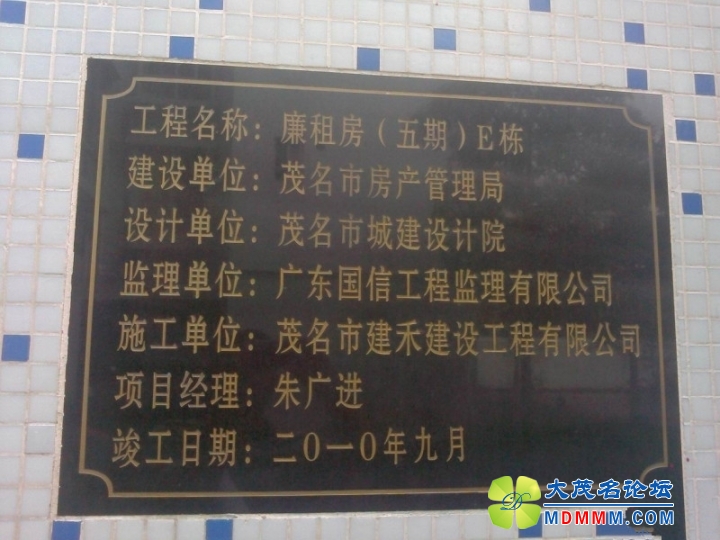 工程名称：廉租房（五期）E栋
建设单位：茂名市房产管理局
设计单位：茂名市城建设计院
监理单位：广东国信工程监理有限公司
施工单位：茂名市建禾建设工程有限公司
项目经理：朱广进
竣工日期：二O一O年九月
大茂名论坛
MDMMM.COM